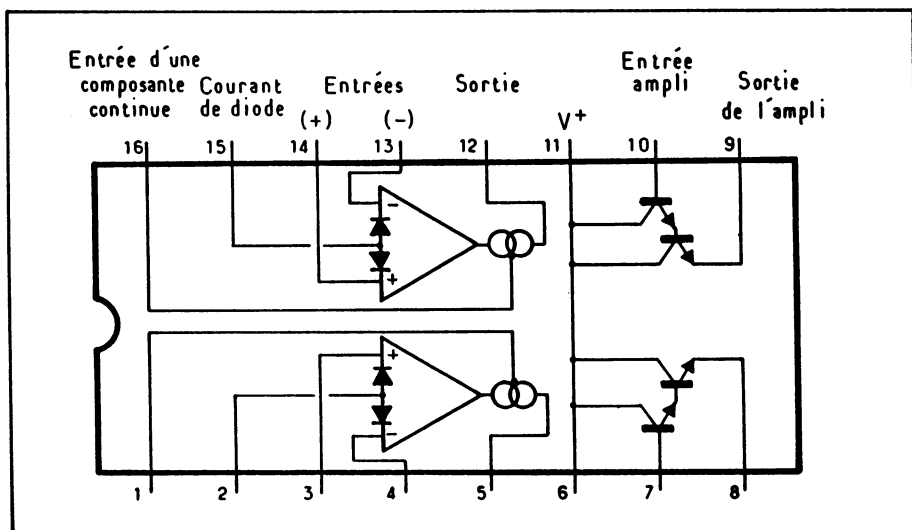 Entrée d'une
composante
continue
Courant
de diode
Entrées
(+)
(-)
Sortie
V+
Entrée
ampli
Sortie
de l'ampli
16
15
14
13
12
11
10
9
-
+
+
-
1
2
3
4
5
6
7
8